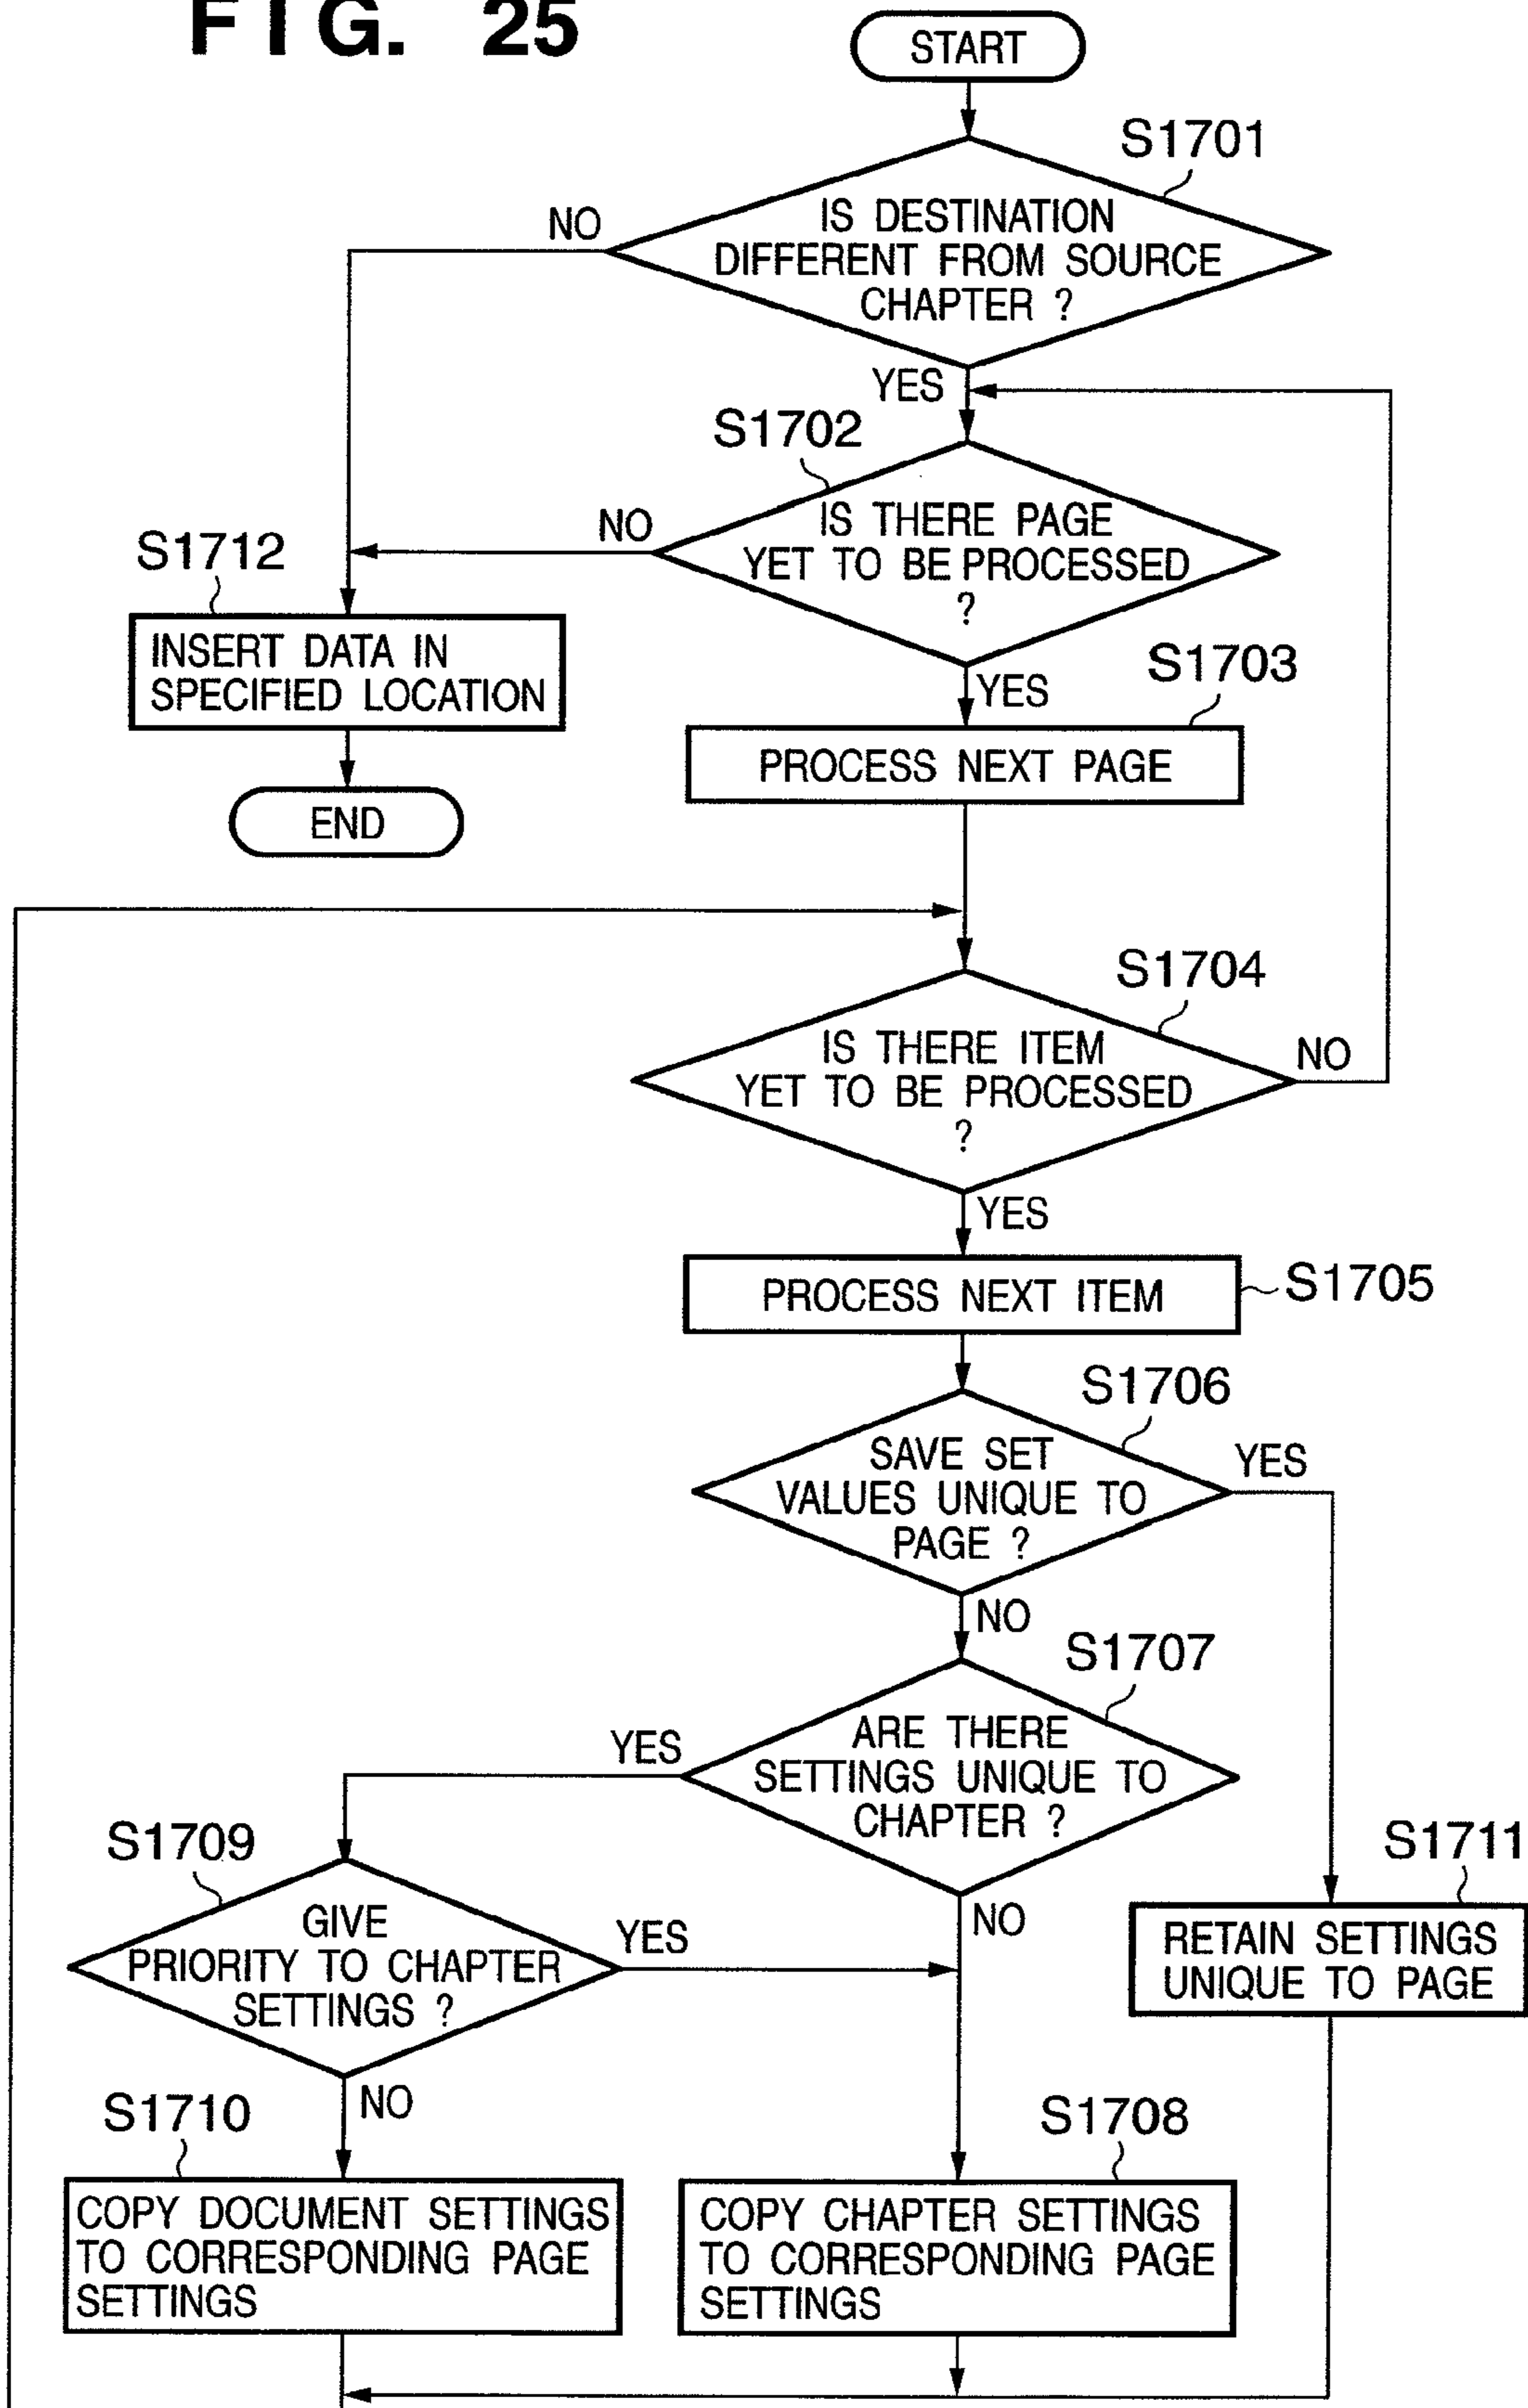 FIG. 25
START
S1701
IS DESTINATION
DIFFERENT FROM SOURCE
CHAPTER ?
NO
YES
S1702
IS THERE PAGE
YET TO BE PROCESSED
?
NO
YES
S1712
INSERT DATA IN
SPECIFIED LOCATION
END
S1703
PROCESS NEXT PAGE
S1704
IS THERE ITEM
YET TO BE PROCESSED
?
NO
YES
PROCESS NEXT ITEM
S1705
S1706
SAVE SET
VALUES UNIQUE TO
PAGE ?
YES
NO
S1707
ARE THERE
SETTINGS UNIQUE TO
CHAPTER ?
YES
NO
S1709
GIVE
PRIORITY TO CHAPTER
SETTINGS ?
YES
NO
S1711
RETAIN SETTINGS
UNIQUE TO PAGE
S1710
COPY DOCUMENT SETTINGS
TO CORRESPONDING PAGE
SETTINGS
S1708
COPY CHAPTER SETTINGS
TO CORRESPONDING PAGE
SETTINGS